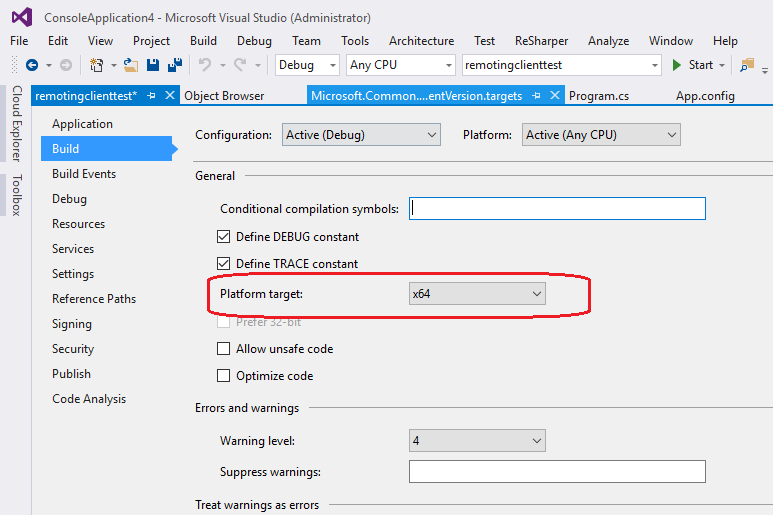 ConsoleApplication4 - Microsoft Visual Studio (Administrator)
File Edit View Project Build Debug Team Tools Architecture Test ReSharper Analyze Window Help
Debug Any CPU remotingclienttest Start
remotingclienttest* Object Browser Microsoft.Common....entVersion.targets Program.cs App.config
Cloud Explorer
Toolbox
Application
Build
Build Events
Debug
Resources
Services
Settings
Reference Paths
Signing
Security
Publish
Code Analysis
Configuration: Active (Debug) Platform: Active (Any CPU)
General
Conditional compilation symbols:
Define DEBUG constant
Define TRACE constant
Platform target: x64
Prefer 32-bit
Allow unsafe code
Optimize code
Errors and warnings
Warning level: 4
Suppress warnings:
Treat warnings as errors